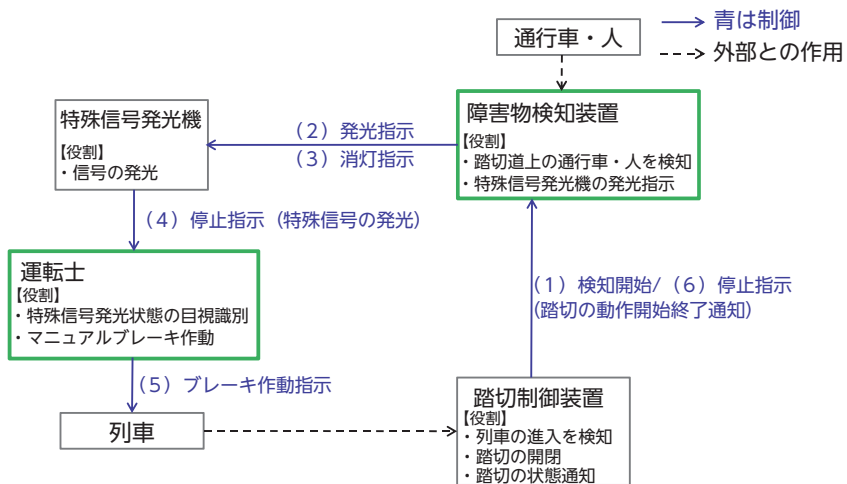 青は制御
外部との作用
通行車・人
特殊信号発光機
【役割】
・信号の発光
(2)発光指示
(3)消灯指示
障害物検知装置
【役割】
・踏切道上の通行車・人を検知
・特殊信号発光機の発光指示
(4)停止指示(特殊信号の発光)
運転士
【役割】
・特殊信号発光状態の目視識別
・マニュアルブレーキ作動
(1)検知開始/(6)停止指示
(踏切の動作開始終了通知)
(5)ブレーキ作動指示
列車
踏切制御装置
【役割】
・列車の進入を検知
・踏切の開閉
・踏切の状態通知